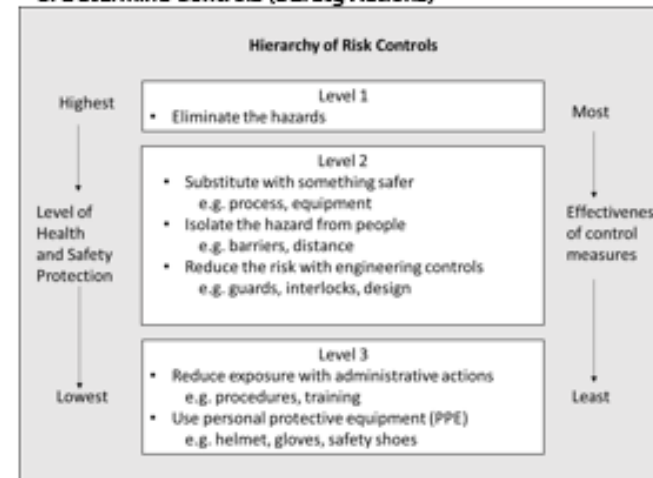 Hierarchy of Risk Controls
Highest
Level of
Health
and Safety
Protection
Lowest
Level 1
• Eliminate the hazards
Level 2
• Substitute with something safer
e.g. process, equipment
• Isolate the hazard from people
e.g. barriers, distance
• Reduce the risk with engineering controls
e.g. guards, interlocks, design
Level 3
• Reduce exposure with administrative actions
e.g. procedures, training
• Use personal protective equipment (PPE)
e.g. helmet, gloves, safety shoes
Most
Effectivenes
of control
measures
Least